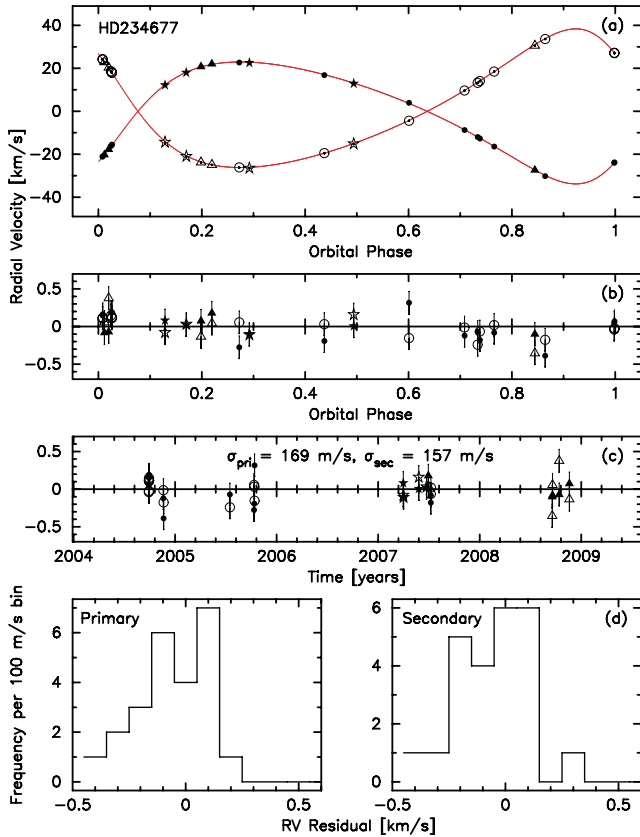 HD234677
(a)
40
20
0
−20
−40
Radial Velocity [km/s]
0 0.2 0.4 0.6 0.8 1
Orbital Phase
(b)
0.5
0
−0.5
0 0.2 0.4 0.6 0.8 1
Orbital Phase
(c)
σpri = 169 m/s, σsec = 157 m/s
0.5
0
−0.5
2004 2005 2006 2007 2008 2009
Time [years]
Frequency per 100 m/s bin
Primary
6
4
2
0
−0.5 0 0.5
Secondary
(d)
6
4
2
0
−0.5 0 0.5
RV Residual [km/s]